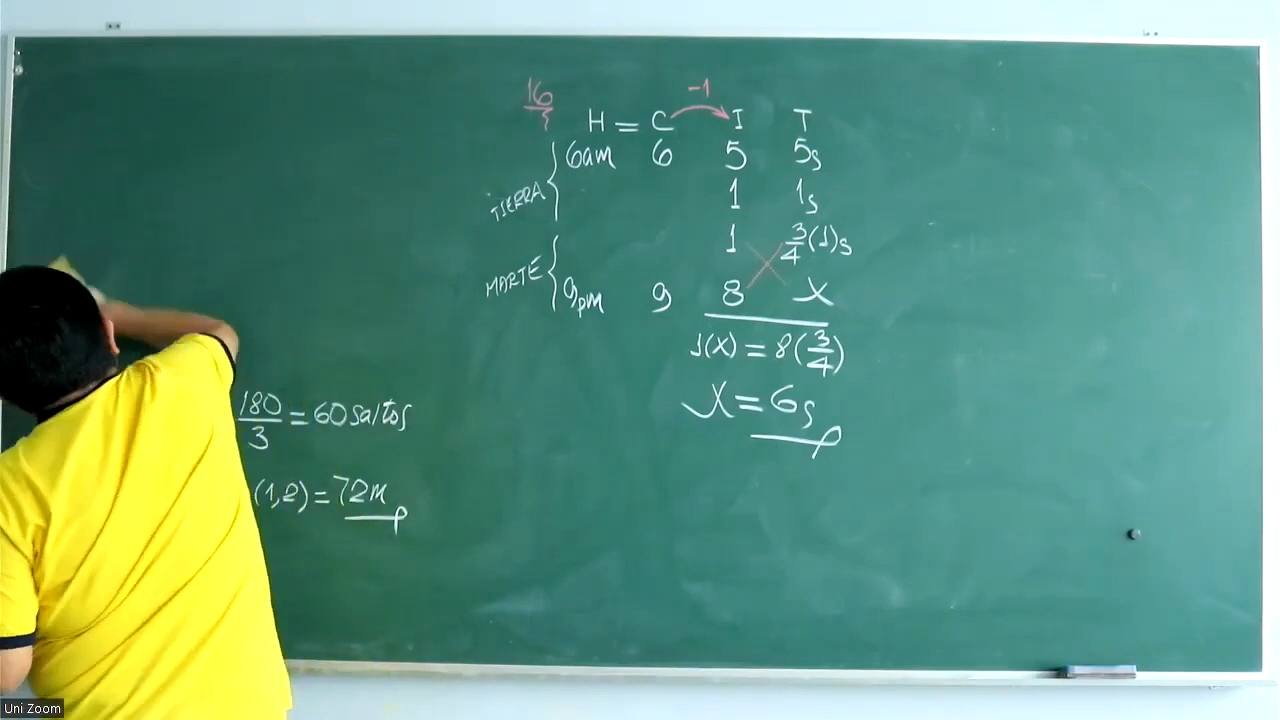 16
-1
H = C I T
TIERRA
6am 6 5 5s
1 1s
MARTE
1 3/4(1)s
9pm 9 8 X
1(X) = 8(3/4)
X = 6s
180/3 = 60 saltos
(1,2) = 72m
Uni Zoom